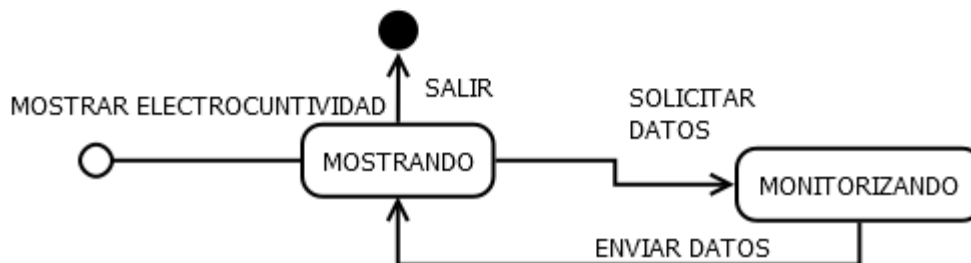 SALIR
MOSTRAR ELECTROCUNTIVIDAD
SOLICITAR
DATOS
MOSTRANDO
MONITORIZANDO
ENVIAR DATOS